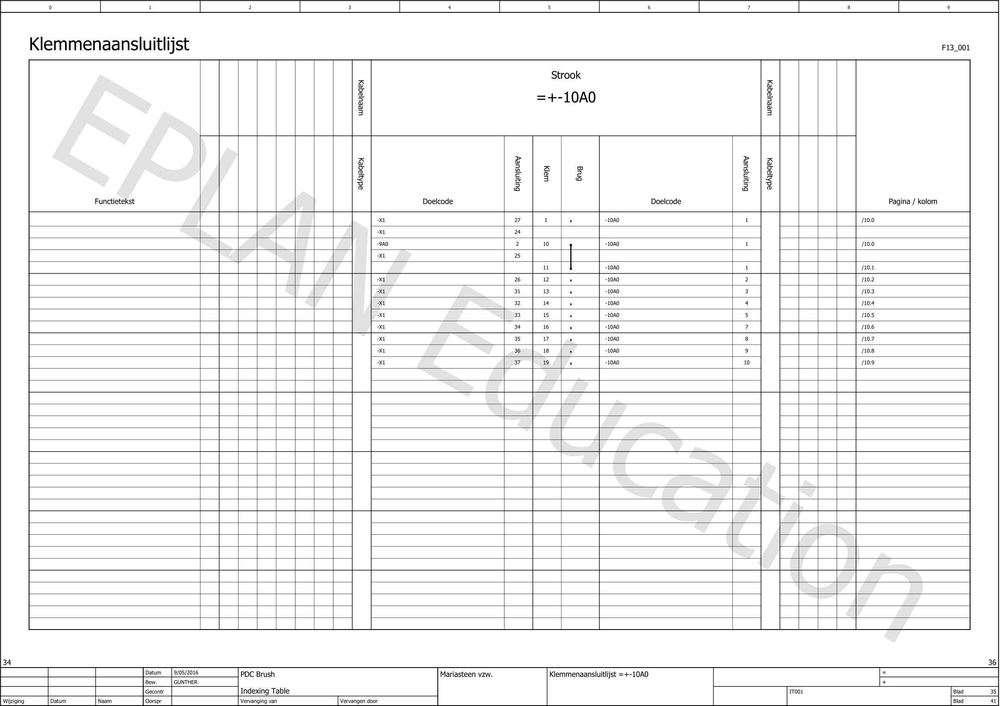 0 1 2 3 4 5 6 7 8 9
Klemmenaansluitlijst F13_001
Strook
=+-10A0
Kabelnaam Kabelnaam
Functietekst Kabeltype Doelcode Aansluiting Klem Brug Doelcode Aansluiting Kabeltype Pagina / kolom
-X1 27 1 -10A0 1 /10.0
-X1 24
-9A0 2 10 -10A0 1 /10.0
-X1 25
11 -10A0 1 /10.1
-X1 26 12 -10A0 2 /10.2
-X1 31 13 -10A0 3 /10.3
-X1 32 14 -10A0 4 /10.4
-X1 33 15 -10A0 5 /10.5
-X1 34 16 -10A0 7 /10.6
-X1 35 17 -10A0 8 /10.7
-X1 36 18 -10A0 9 /10.8
-X1 37 19 -10A0 10 /10.9
EPLAN Education
34 36
Datum 9/05/2016 PDC Brush Mariasteen vzw. Klemmenaansluitlijst =+-10A0 =
Bew. GUNTHER +
Gecontr Indexing Table IT001 Blad 35
Wijziging Datum Naam Oorspr Vervanging van Vervangen door Blad 41